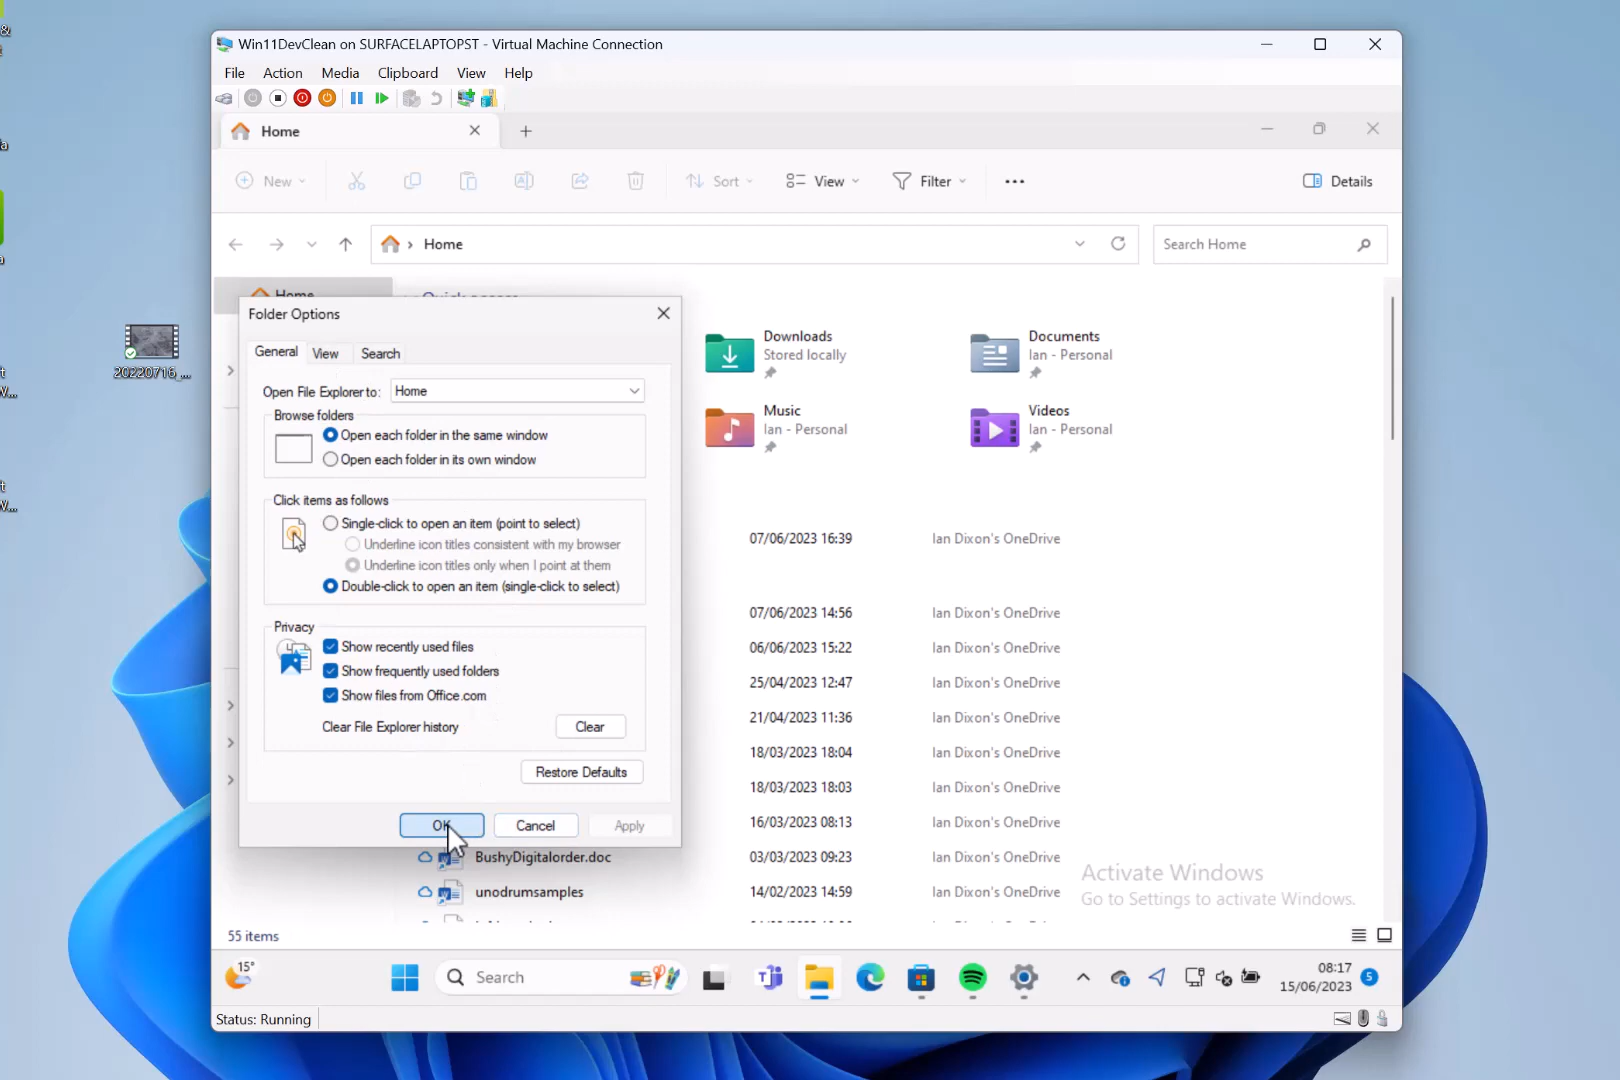 &
Win11DevClean on SURFACELAPTOPST - Virtual Machine Connection
File Action Media Clipboard View Help
Home
New
Sort
View
Filter
Details
Home
Search Home
Home
Quick access
Folder Options
General View Search
Open File Explorer to: Home
Browse folders
Open each folder in the same window
Open each folder in its own window
Click items as follows
Single-click to open an item (point to select)
Underline icon titles consistent with my browser
Underline icon titles only when I point at them
Double-click to open an item (single-click to select)
Privacy
Show recently used files
Show frequently used folders
Show files from Office.com
Clear File Explorer history
Clear
Restore Defaults
OK
Cancel
Apply
Downloads
Stored locally
Documents
Ian - Personal
Music
Ian - Personal
Videos
Ian - Personal
20220716_...
07/06/2023 16:39 Ian Dixon's OneDrive
07/06/2023 14:56 Ian Dixon's OneDrive
06/06/2023 15:22 Ian Dixon's OneDrive
25/04/2023 12:47 Ian Dixon's OneDrive
21/04/2023 11:36 Ian Dixon's OneDrive
18/03/2023 18:04 Ian Dixon's OneDrive
18/03/2023 18:03 Ian Dixon's OneDrive
16/03/2023 08:13 Ian Dixon's OneDrive
BushyDigitalorder.doc 03/03/2023 09:23 Ian Dixon's OneDrive
unodrumsamples 14/02/2023 14:59 Ian Dixon's OneDrive
Activate Windows
Go to Settings to activate Windows.
55 items
15°
Search
08:17
15/06/2023
5
Status: Running